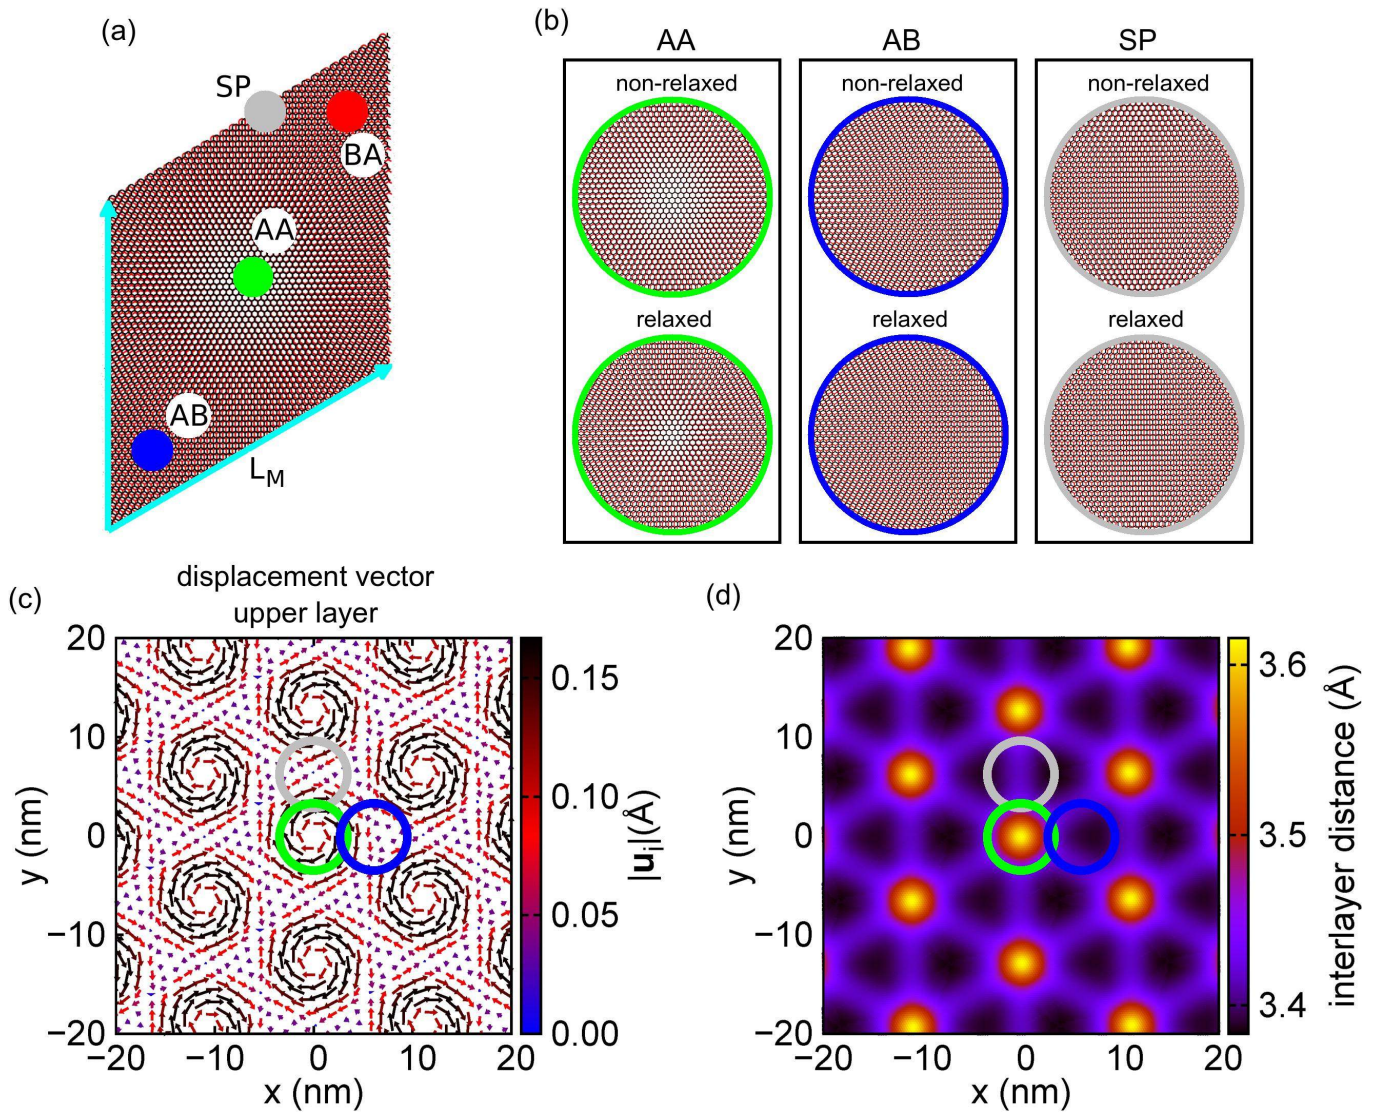 (a)
SP
BA
AA
AB
L_M
(b)
AA
AB
SP
non-relaxed
non-relaxed
non-relaxed
relaxed
relaxed
relaxed
(c)
displacement vector
upper layer
20
10
0
−10
−20
y (nm)
−20
−10
0
10
20
x (nm)
0.15
0.10
0.05
0.00
|u_i|(Å)
(d)
20
10
0
−10
−20
y (nm)
−20
−10
0
10
20
x (nm)
3.6
3.5
3.4
interlayer distance (Å)